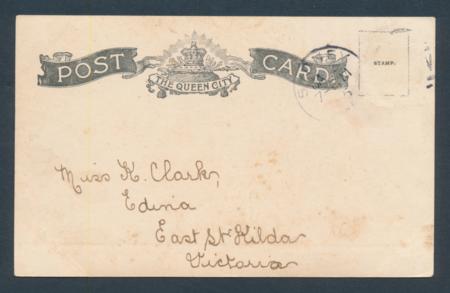 POST CARD
THE QUEEN CITY
STAMP.
Miss K. Clark,
Edina
East St Kilda
Victoria